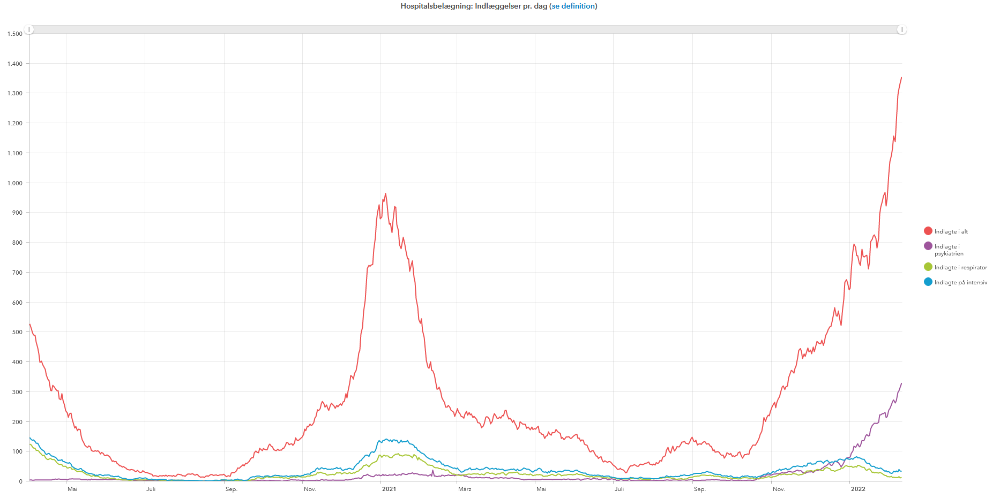 Hospitalsbelægning: Indlæggelser pr. dag (se definition)
1.500
1.400
1.300
1.200
1.100
1.000
900
800
700
600
500
400
300
200
100
0
Mai
Juli
Sep.
Nov.
2021
März
Mai
Juli
Sep.
Nov.
2022
Indlagte i alt
Indlagte i
psykiatrien
Indlagte i respirator
Indlagte på intensiv